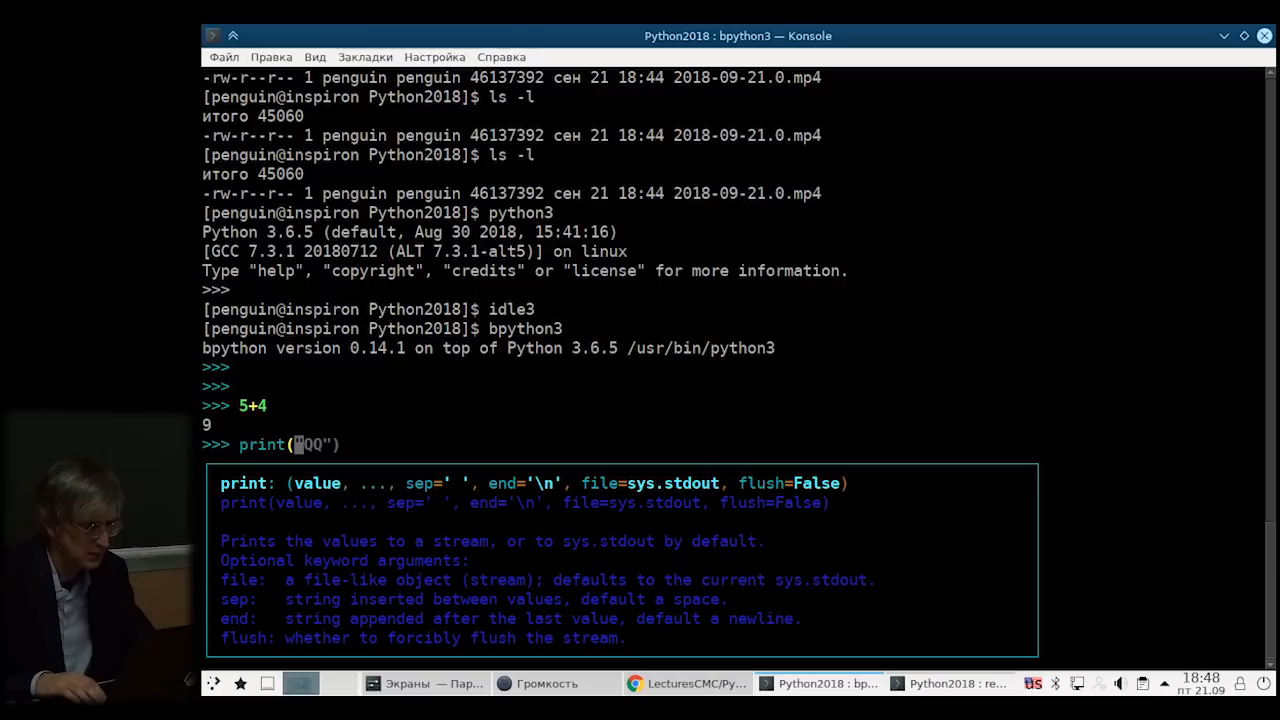 Python2018 : bpython3 — Konsole
Файл Правка Вид Закладки Настройка Справка
-rw-r--r-- 1 penguin penguin 46137392 сен 21 18:44 2018-09-21.0.mp4
[penguin@inspiron Python2018]$ ls -l
итого 45060
-rw-r--r-- 1 penguin penguin 46137392 сен 21 18:44 2018-09-21.0.mp4
[penguin@inspiron Python2018]$ ls -l
итого 45060
-rw-r--r-- 1 penguin penguin 46137392 сен 21 18:44 2018-09-21.0.mp4
[penguin@inspiron Python2018]$ python3
Python 3.6.5 (default, Aug 30 2018, 15:41:16)
[GCC 7.3.1 20180712 (ALT 7.3.1-alt5)] on linux
Type "help", "copyright", "credits" or "license" for more information.
>>>
[penguin@inspiron Python2018]$ idle3
[penguin@inspiron Python2018]$ bpython3
bpython version 0.14.1 on top of Python 3.6.5 /usr/bin/python3
>>>
>>>
>>> 5+4
9
>>> print("QQ")
print: (value, ..., sep=' ', end='\n', file=sys.stdout, flush=False)
print(value, ..., sep=' ', end='\n', file=sys.stdout, flush=False)
Prints the values to a stream, or to sys.stdout by default.
Optional keyword arguments:
file: a file-like object (stream); defaults to the current sys.stdout.
sep: string inserted between values, default a space.
end: string appended after the last value, default a newline.
flush: whether to forcibly flush the stream.
Экраны — Пар... Громкость LecturesCMC/Py... Python2018 : bp... Python2018 : re... us 18:48
пт 21.09